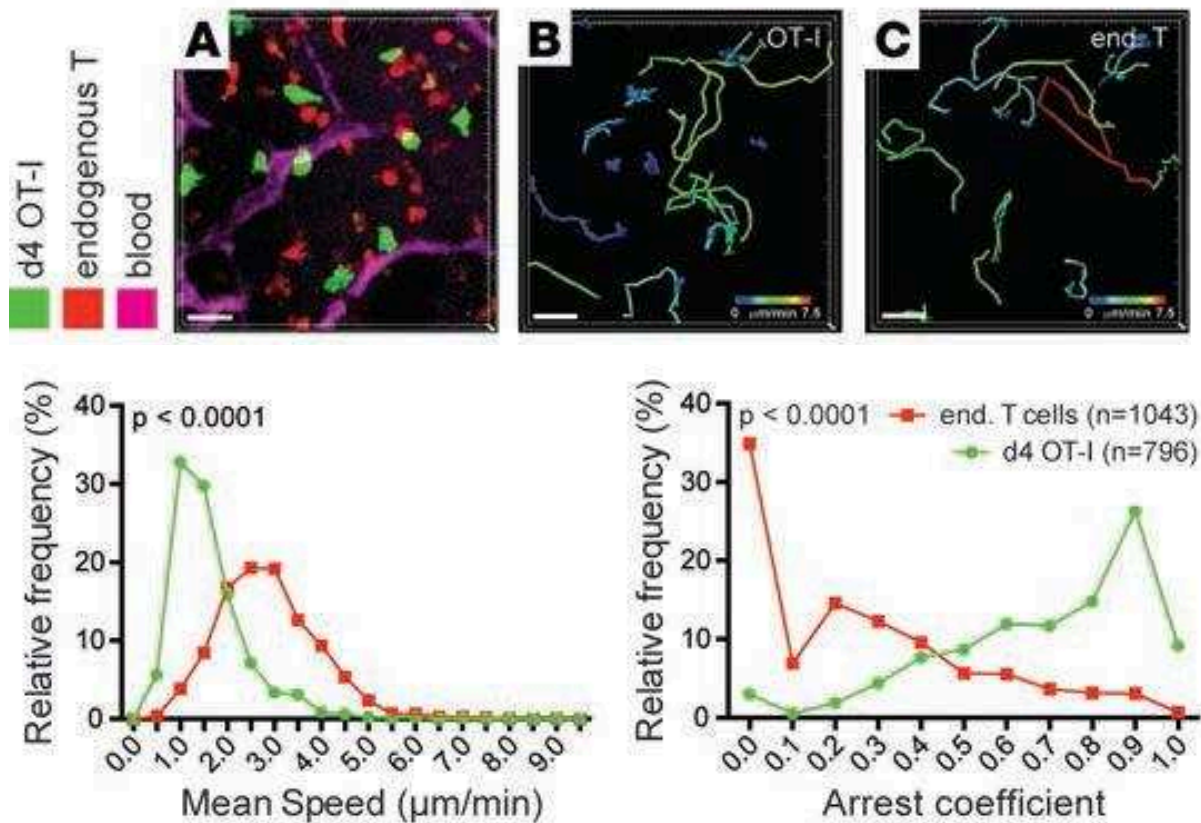 d4 OT-I
endogenous T
blood
A
B
OT-I
0 µm/min 7.5
C
end. T
0 µm/min 7.5
Relative frequency (%)
40
30
20
10
0
p < 0.0001
0.0
1.0
2.0
3.0
4.0
5.0
6.0
7.0
8.0
9.0
Mean Speed (µm/min)
Relative frequency (%)
40
30
20
10
0
p < 0.0001
end. T cells (n=1043)
d4 OT-I (n=796)
0.0
0.1
0.2
0.3
0.4
0.5
0.6
0.7
0.8
0.9
1.0
Arrest coefficient